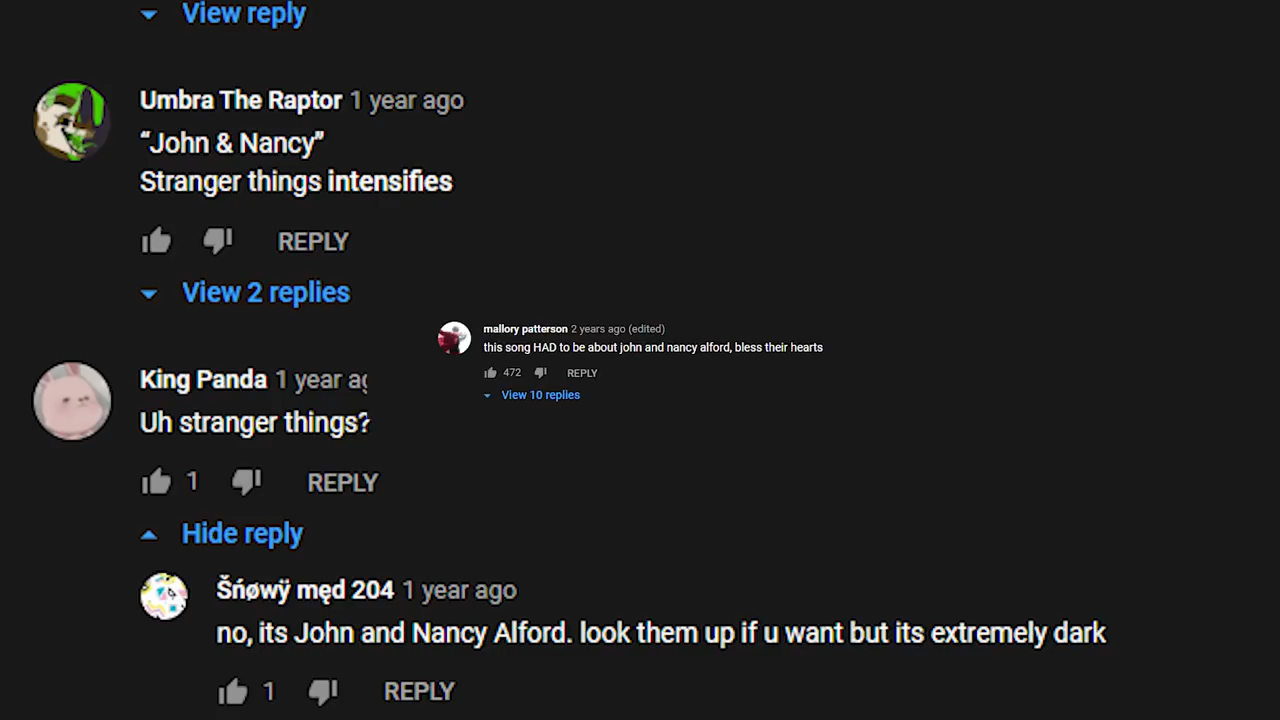 View reply
Umbra The Raptor 1 year ago
“John & Nancy”
Stranger things intensifies
REPLY
View 2 replies
mallory patterson 2 years ago (edited)
this song HAD to be about john and nancy alford, bless their hearts
472 REPLY
View 10 replies
King Panda 1 year ag
Uh stranger things?
1 REPLY
Hide reply
Šńøwÿ męd 204 1 year ago
no, its John and Nancy Alford. look them up if u want but its extremely dark
1 REPLY